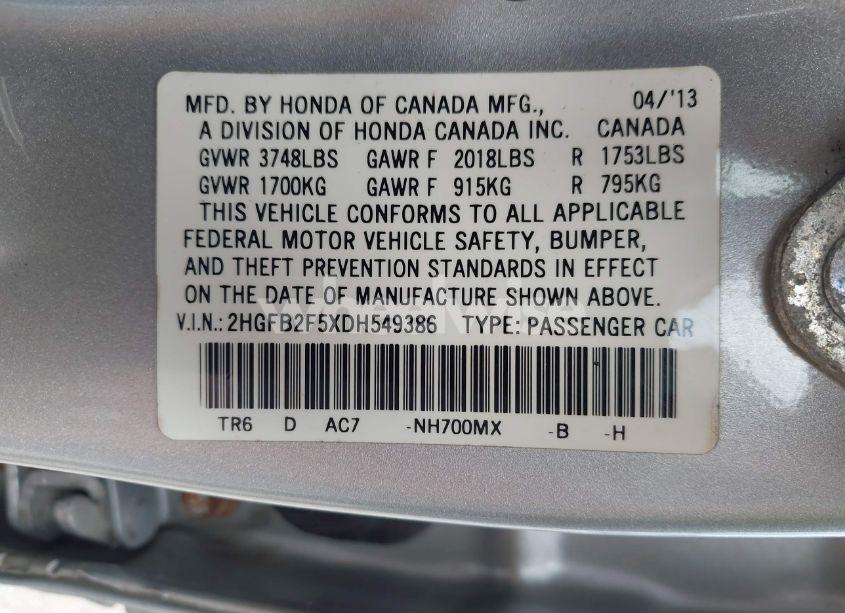 MFD. BY HONDA OF CANADA MFG., 04/'13
A DIVISION OF HONDA CANADA INC. CANADA
GVWR 3748LBS GAWR F 2018LBS R 1753LBS
GVWR 1700KG GAWR F 915KG R 795KG
THIS VEHICLE CONFORMS TO ALL APPLICABLE
FEDERAL MOTOR VEHICLE SAFETY, BUMPER,
AND THEFT PREVENTION STANDARDS IN EFFECT
ON THE DATE OF MANUFACTURE SHOWN ABOVE.
V.I.N.: 2HGFB2F5XDH549386 TYPE: PASSENGER CAR
TR6 D AC7 -NH700MX -B -H